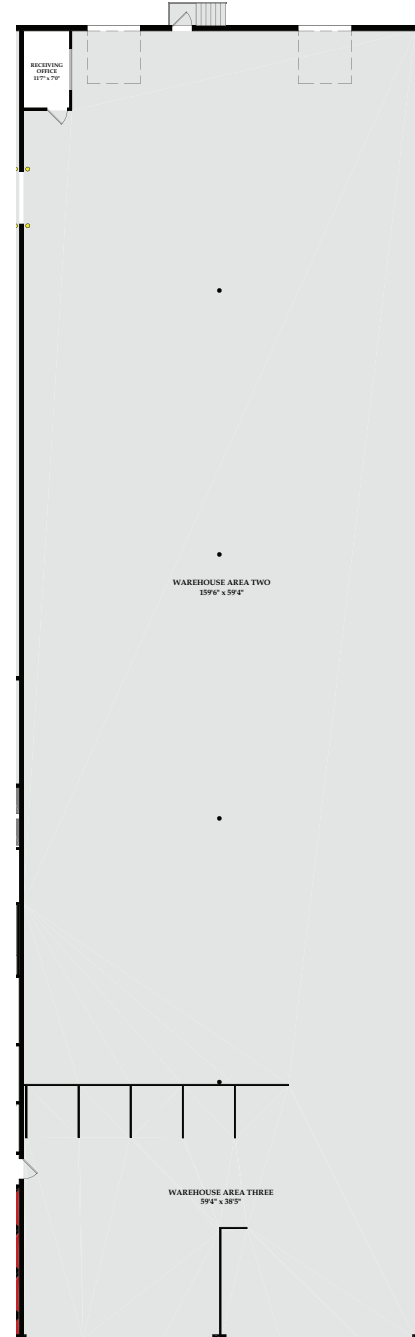 RECEIVING
OFFICE
11'7" x 7'0"
WAREHOUSE AREA TWO
159'6" x 59'4"
WAREHOUSE AREA THREE
59'4" x 38'5"